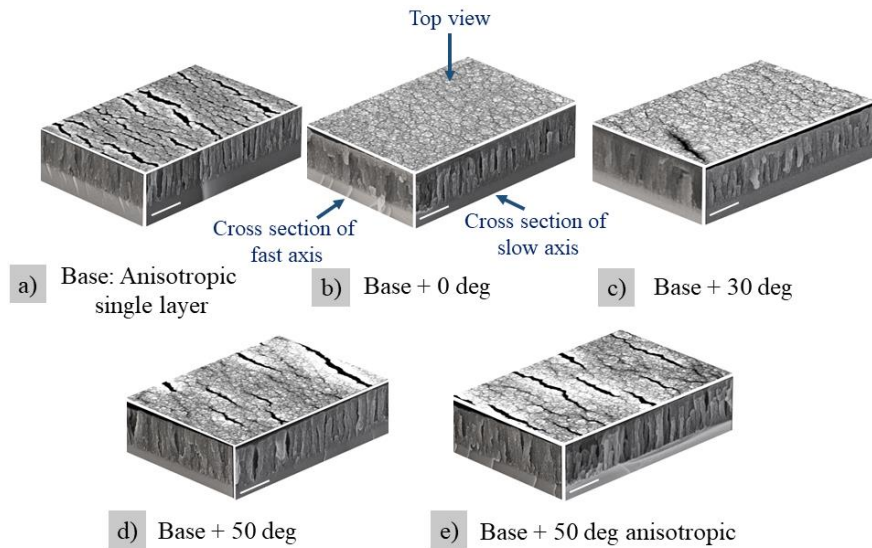 Top view
Cross section of
fast axis
Cross section of
slow axis
a) Base: Anisotropic
single layer
b) Base + 0 deg
c) Base + 30 deg
d) Base + 50 deg
e) Base + 50 deg anisotropic